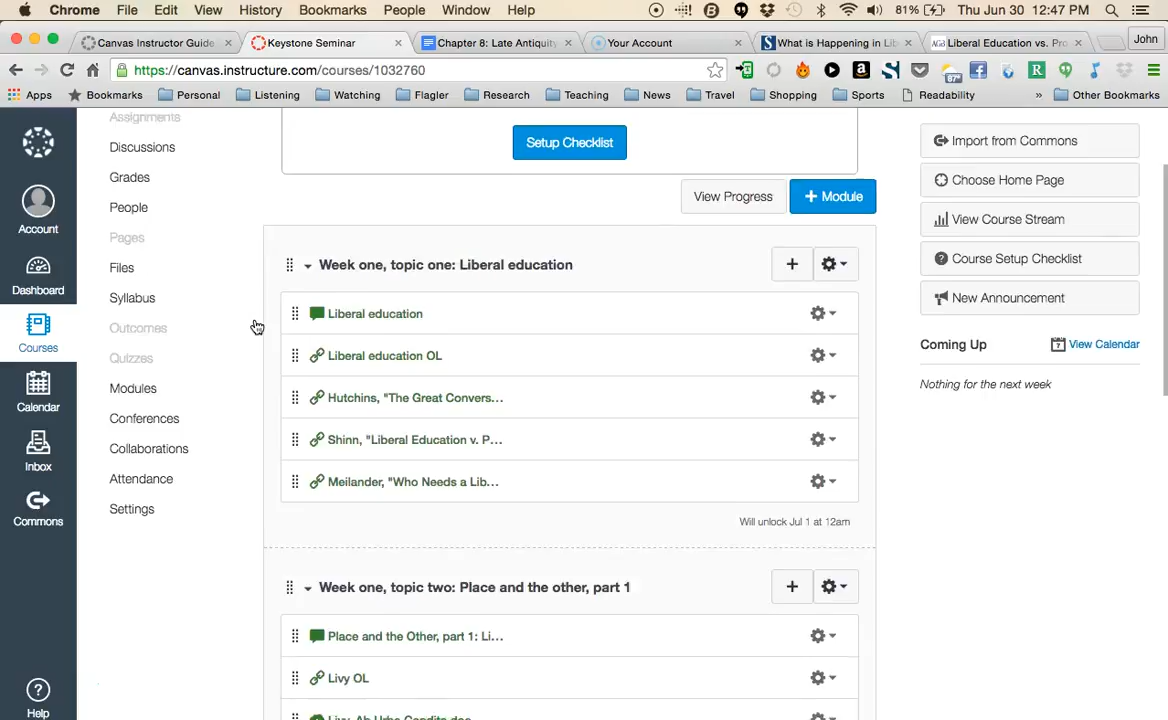 Chrome File Edit View History Bookmarks People Window Help 81% Thu Jun 30 12:47 PM
Canvas Instructor Guide Keystone Seminar Chapter 8: Late Antiquity Your Account What is Happening in Lib Liberal Education vs. Pro John
https://canvas.instructure.com/courses/1032760
Apps Bookmarks Personal Listening Watching Flagler Research Teaching News Travel Shopping Sports Readability » Other Bookmarks
Account
Dashboard
Courses
Calendar
Inbox
Commons
Help
Assignments
Discussions
Grades
People
Pages
Files
Syllabus
Outcomes
Quizzes
Modules
Conferences
Collaborations
Attendance
Settings
Setup Checklist
View Progress + Module
Week one, topic one: Liberal education
Liberal education
Liberal education OL
Hutchins, "The Great Convers...
Shinn, "Liberal Education v. P...
Meilander, "Who Needs a Lib...
Will unlock Jul 1 at 12am
Week one, topic two: Place and the other, part 1
Place and the Other, part 1: Li...
Livy OL
Import from Commons
Choose Home Page
View Course Stream
Course Setup Checklist
New Announcement
Coming Up View Calendar
Nothing for the next week